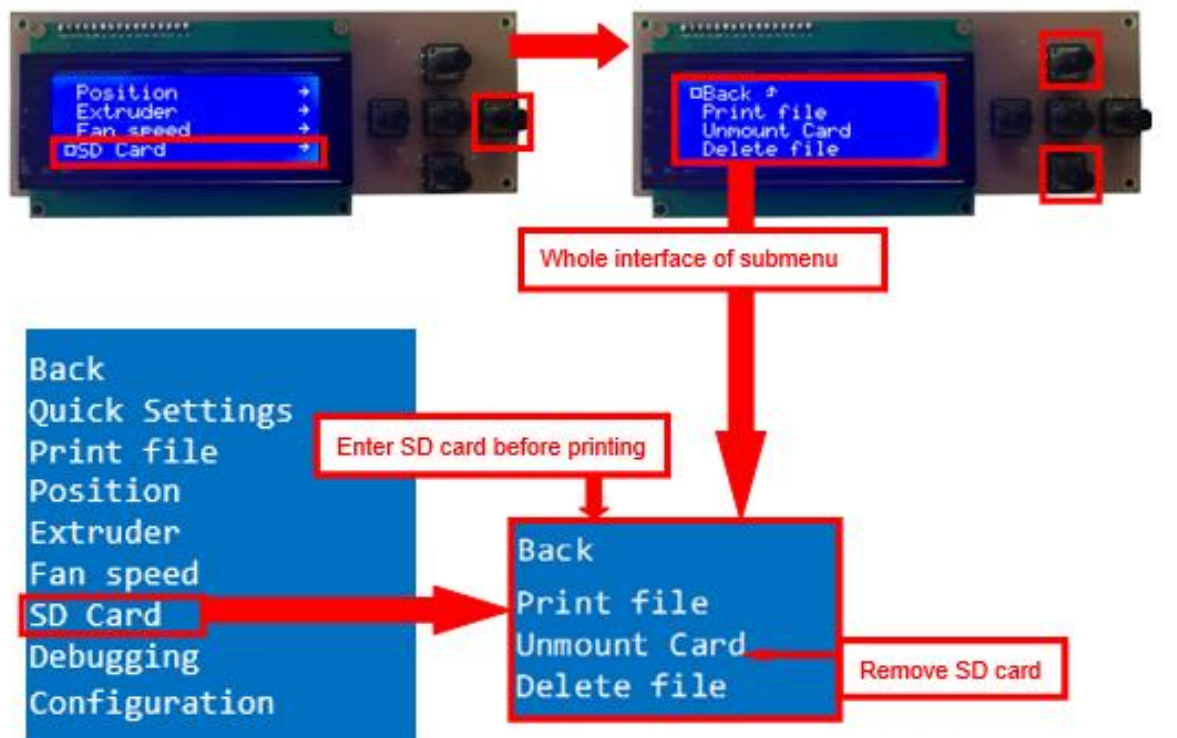 Position
Extruder
Fan speed
SD Card
Back
Print file
Unmount Card
Delete file
Whole interface of submenu
Back
Quick Settings
Print file
Position
Extruder
Fan speed
SD Card
Debugging
Configuration
Enter SD card before printing
Back
Print file
Unmount Card
Delete file
Remove SD card